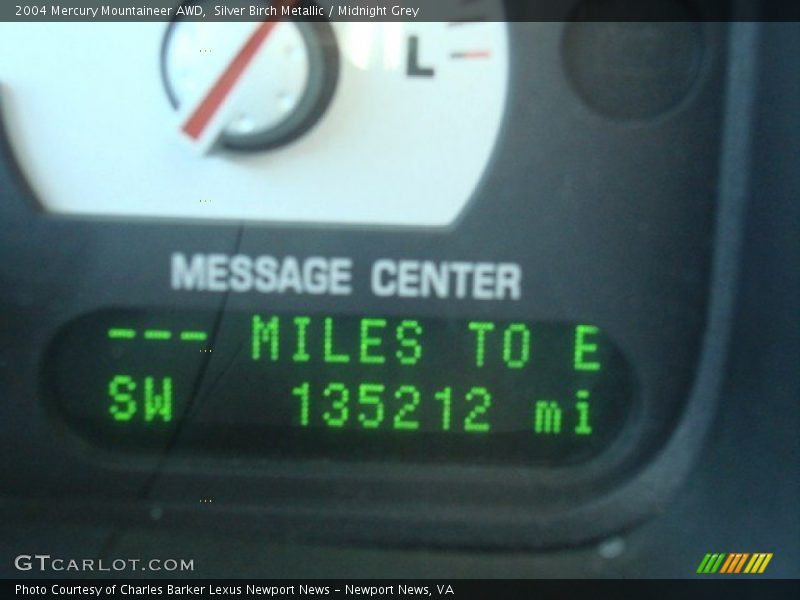 2004 Mercury Mountaineer AWD, Silver Birch Metallic / Midnight Grey
L
MESSAGE CENTER
--- MILES TO E
SW 135212 mi
GTCARLOT.COM
Photo Courtesy of Charles Barker Lexus Newport News - Newport News, VA